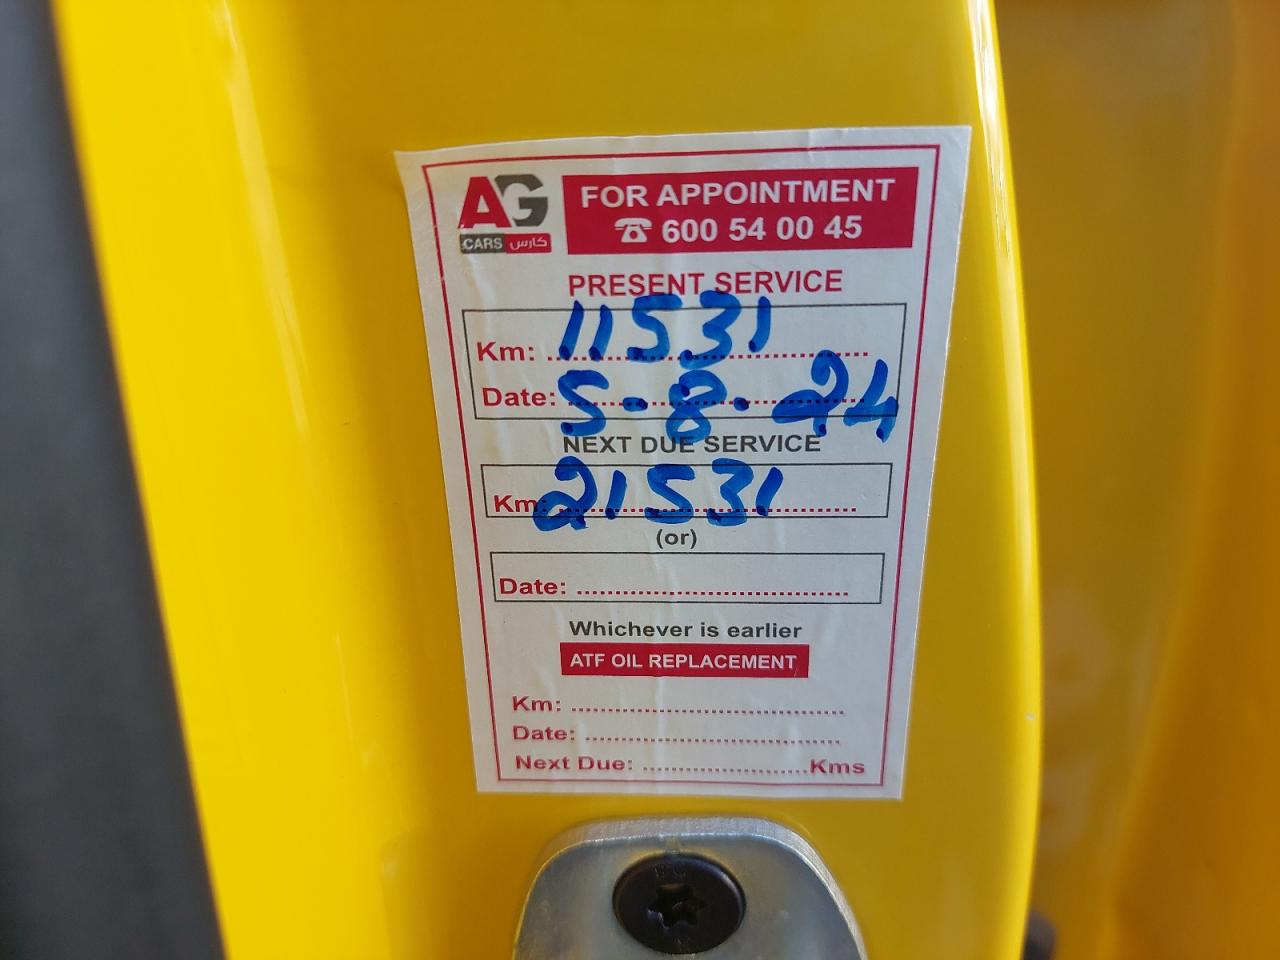 AG
CARS كارس
FOR APPOINTMENT
☎ 600 54 00 45
PRESENT SERVICE
Km: 11531
Date: 5-8-24
NEXT DUE SERVICE
Km: 21531
(or)
Date: ..............................
Whichever is earlier
ATF OIL REPLACEMENT
Km: ..............................
Date: ..............................
Next Due: ..............................Kms